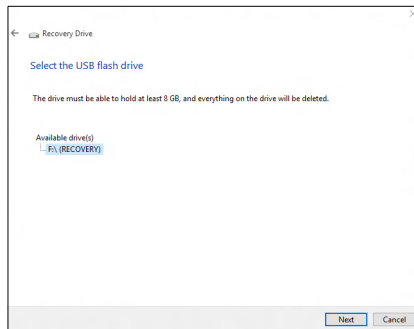 Recovery Drive
Select the USB flash drive
The drive must be able to hold at least 8 GB, and everything on the drive will be deleted.
Available drive(s)
F:\ (RECOVERY)
Next Cancel